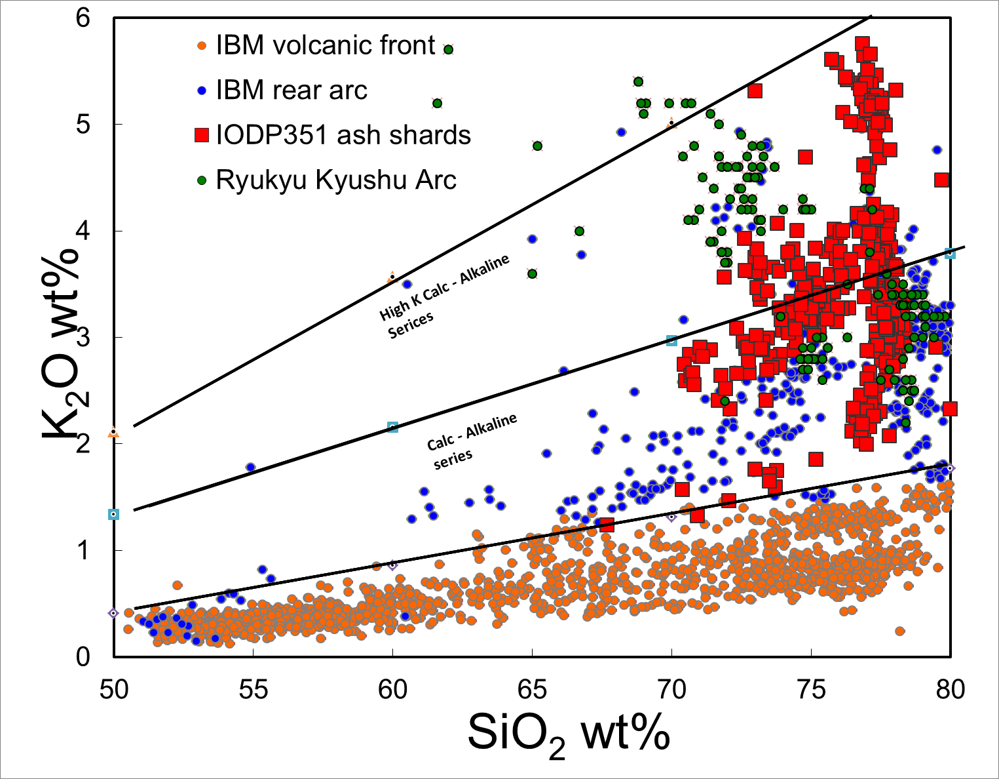 6
5
4
3
2
1
0
K₂O wt%
IBM volcanic front
IBM rear arc
IODP351 ash shards
Ryukyu Kyushu Arc
High K Calc - Alkaline
Serices
Calc - Alkaline
series
50 55 60 65 70 75 80
SiO₂ wt%